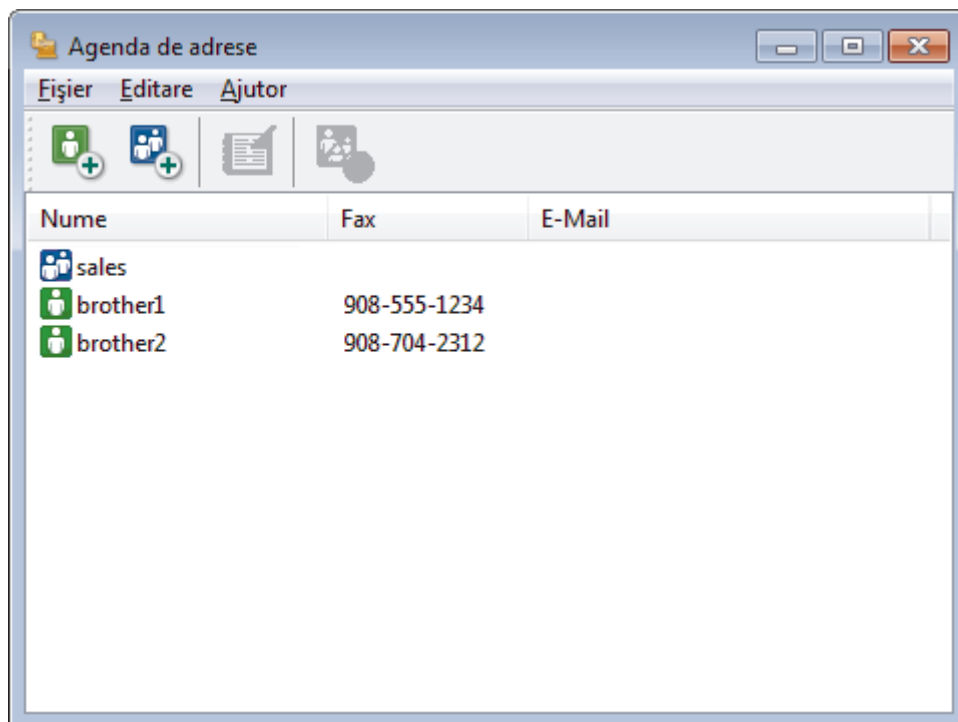 Agenda de adrese
Fişier Editare Ajutor
Nume Fax E-Mail
sales
brother1 908-555-1234
brother2 908-704-2312